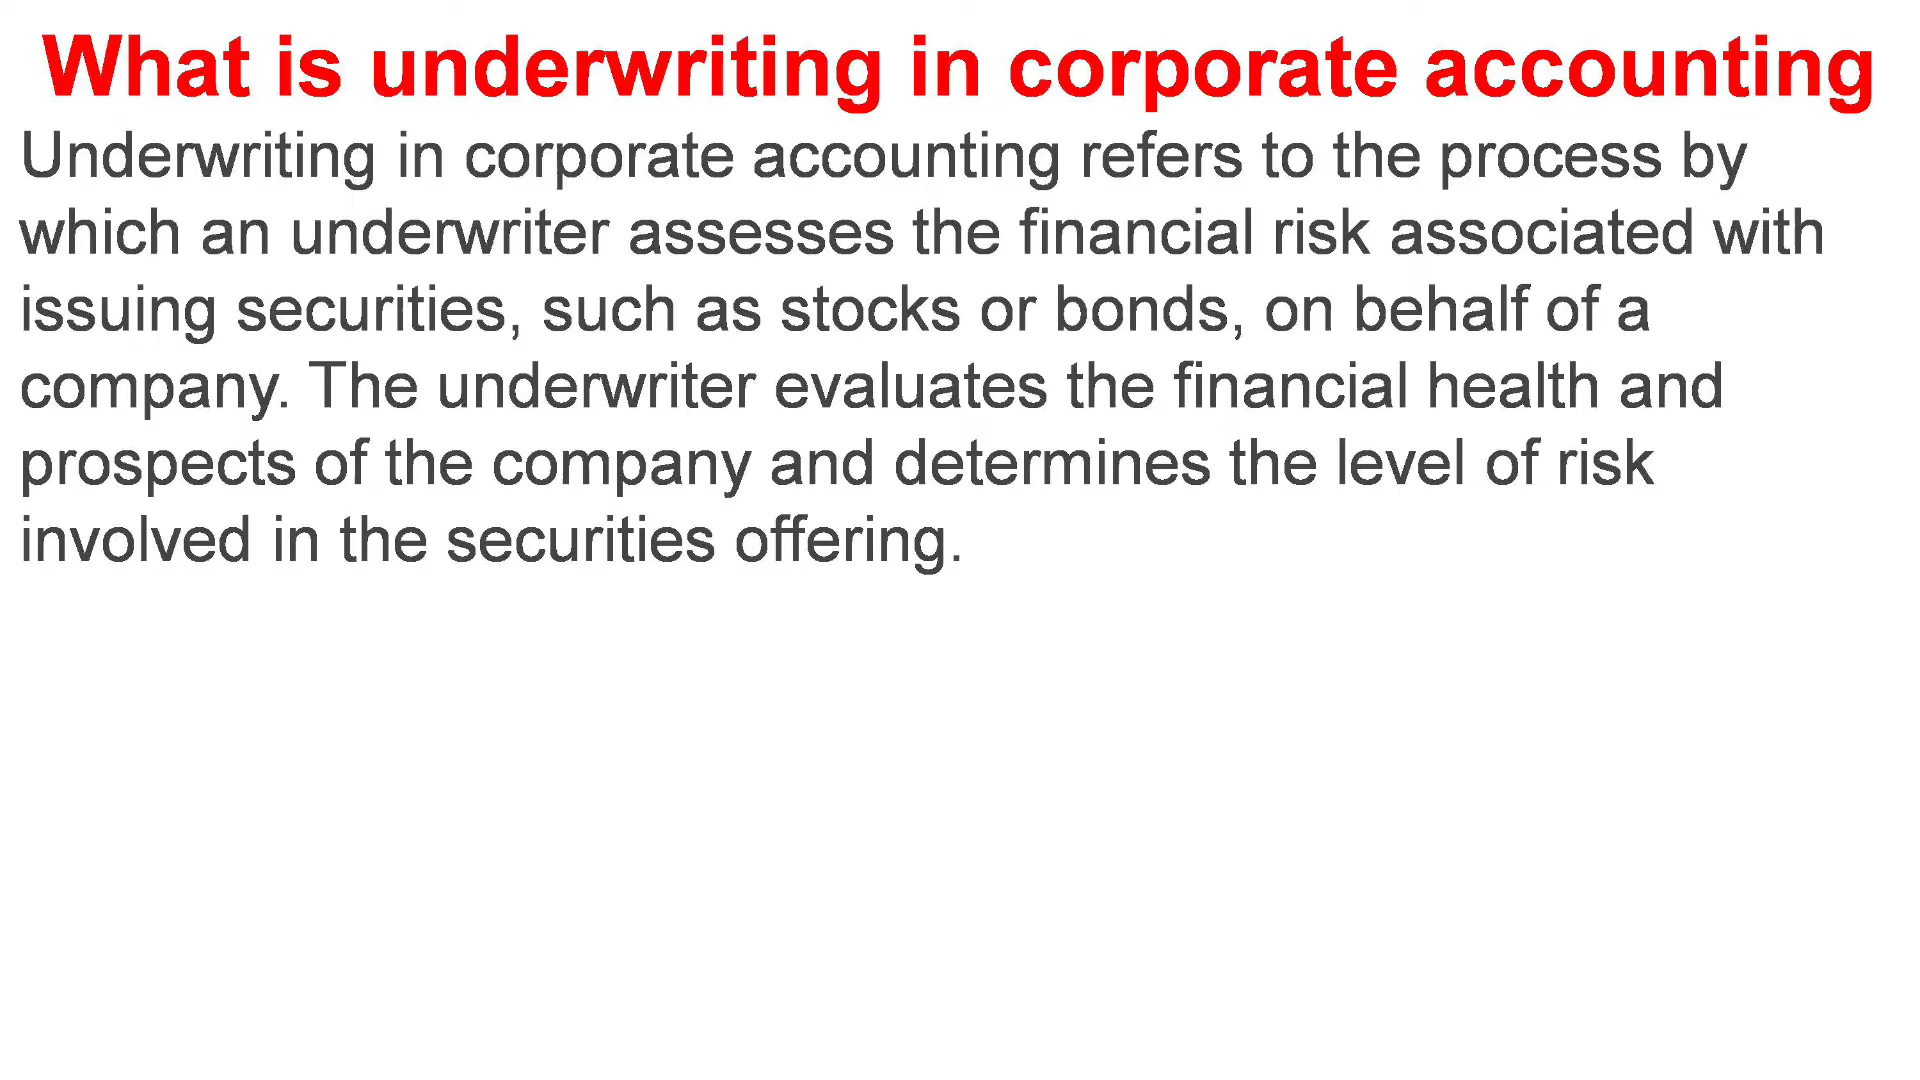 What is underwriting in corporate accounting
Underwriting in corporate accounting refers to the process by
which an underwriter assesses the financial risk associated with
issuing securities, such as stocks or bonds, on behalf of a
company. The underwriter evaluates the financial health and
prospects of the company and determines the level of risk
involved in the securities offering.